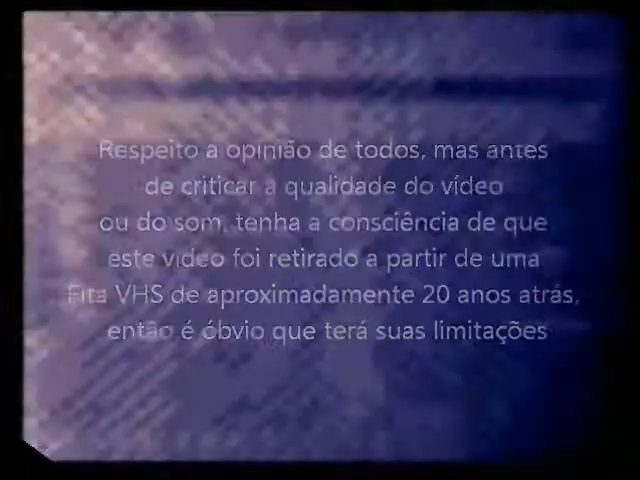 Respeito a opinião de todos, mas antes
de criticar a qualidade do vídeo
ou do som, tenha a consciência de que
este vídeo foi retirado a partir de uma
Fita VHS de aproximadamente 20 anos atrás,
então é óbvio que terá suas limitações